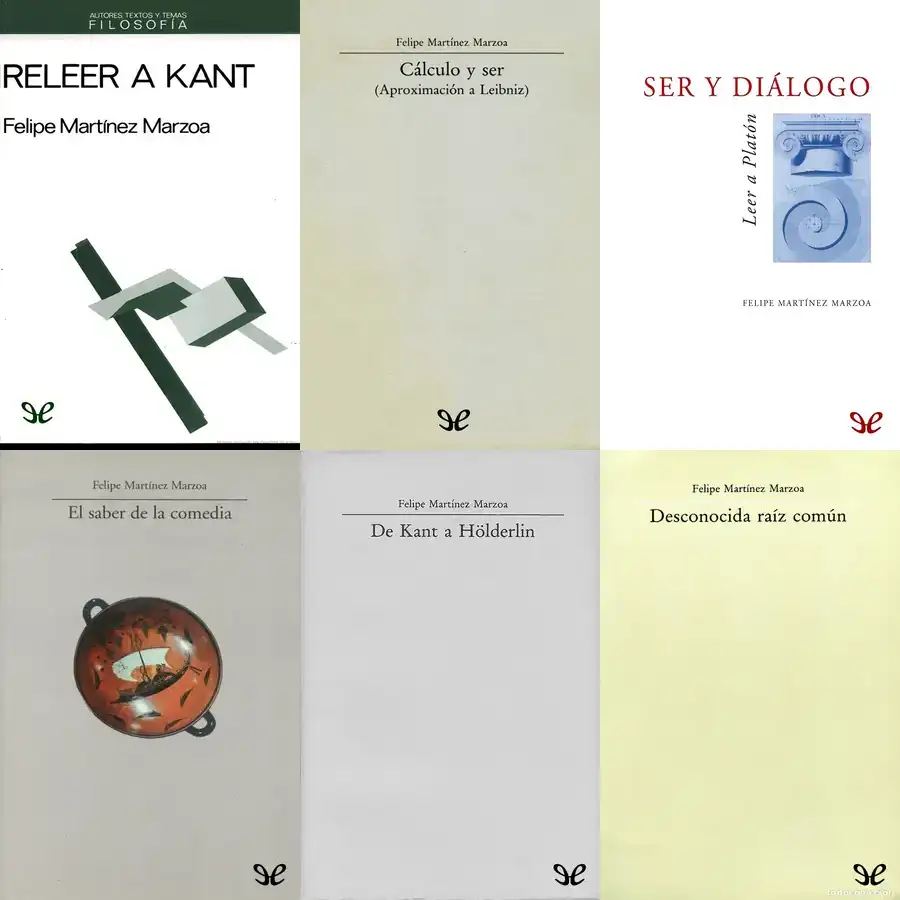 AUTORES, TEXTOS Y TEMAS
FILOSOFÍA
RELEER A KANT
Felipe Martínez Marzoa
Felipe Martínez Marzoa
Cálculo y ser
(Aproximación a Leibniz)
SER Y DIÁLOGO
Leer a Platón
FELIPE MARTÍNEZ MARZOA
Felipe Martínez Marzoa
El saber de la comedia
Felipe Martínez Marzoa
De Kant a Hölderlin
Felipe Martínez Marzoa
Desconocida raíz común